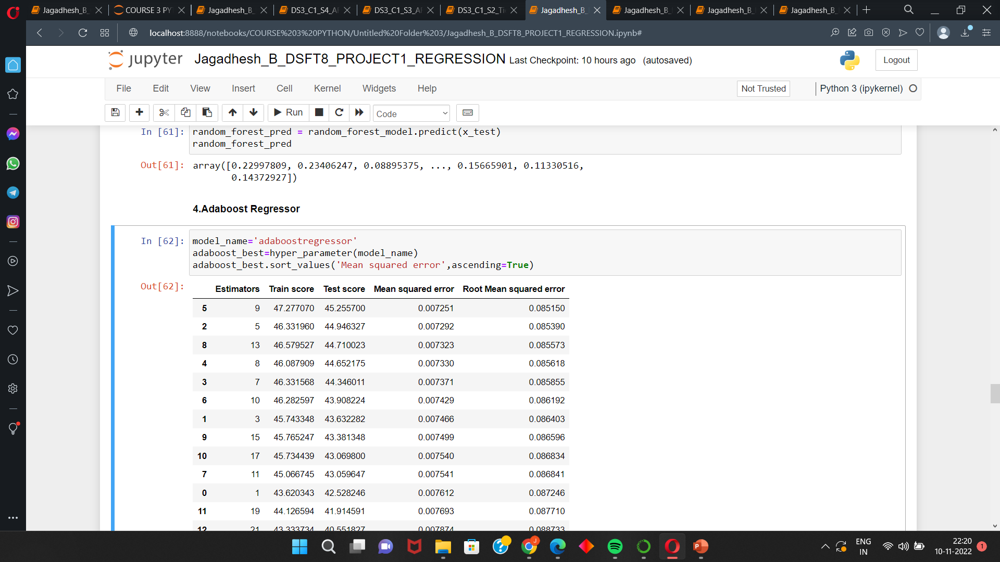 Jagadhesh_B_
COURSE 3 PY
Jagadhesh_B_
DS3_C1_S4_A
DS3_C1_S3_A
DS3_C1_S2_Ti
Jagadhesh_B_
Jagadhesh_B_
Jagadhesh_B_
Jagadhesh_B_
localhost:8888/notebooks/COURSE%203%20PYTHON/Untitled%20Folder%203/Jagadhesh_B_DSFT8_PROJECT1_REGRESSION.ipynb#
jupyter Jagadhesh_B_DSFT8_PROJECT1_REGRESSION Last Checkpoint: 10 hours ago (autosaved)
Logout
File Edit View Insert Cell Kernel Widgets Help
Not Trusted
Python 3 (ipykernel)
Run
Code
In [61]: random_forest_pred = random_forest_model.predict(x_test)
random_forest_pred
Out[61]: array([0.22997809, 0.23406247, 0.08895375, ..., 0.15665901, 0.11330516,
0.14372927])
4.Adaboost Regressor
In [62]: model_name='adaboostregressor'
adaboost_best=hyper_parameter(model_name)
adaboost_best.sort_values('Mean squared error',ascending=True)
Out[62]:
Estimators Train score Test score Mean squared error Root Mean squared error
5 9 47.277070 45.255700 0.007251 0.085150
2 5 46.331960 44.946327 0.007292 0.085390
8 13 46.579527 44.710023 0.007323 0.085573
4 8 46.087909 44.652175 0.007330 0.085618
3 7 46.331568 44.346011 0.007371 0.085855
6 10 46.282597 43.908224 0.007429 0.086192
1 3 45.743348 43.632282 0.007466 0.086403
9 15 45.765247 43.381348 0.007499 0.086596
10 17 45.734439 43.069800 0.007540 0.086834
7 11 45.066745 43.059647 0.007541 0.086841
0 1 43.620343 42.528246 0.007612 0.087246
11 19 44.126594 41.914591 0.007693 0.087710
12 21 43.333734 40.551827 0.007874 0.088733
ENG
IN
22:20
10-11-2022
1